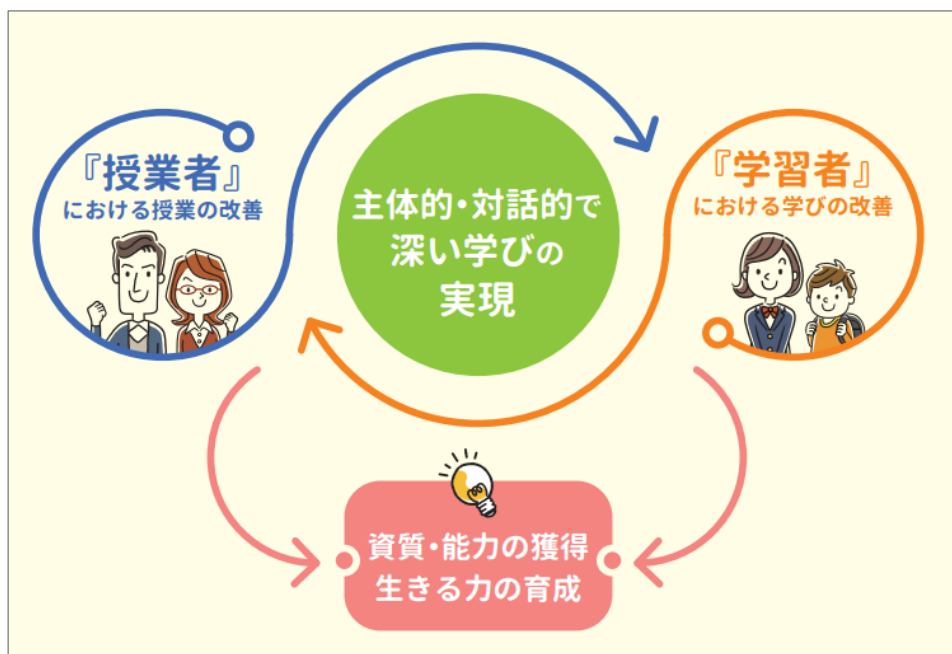 『授業者』
における授業の改善
主体的・対話的で
深い学びの
実現
『学習者』
における学びの改善
資質・能力の獲得
生きる力の育成